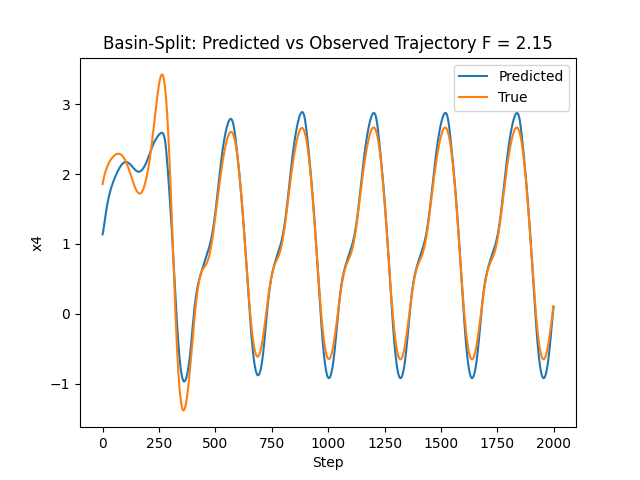 Basin-Split: Predicted vs Observed Trajectory F = 2.15
Predicted
True
3
2
1
0
−1
x4
0
250
500
750
1000
1250
1500
1750
2000
Step